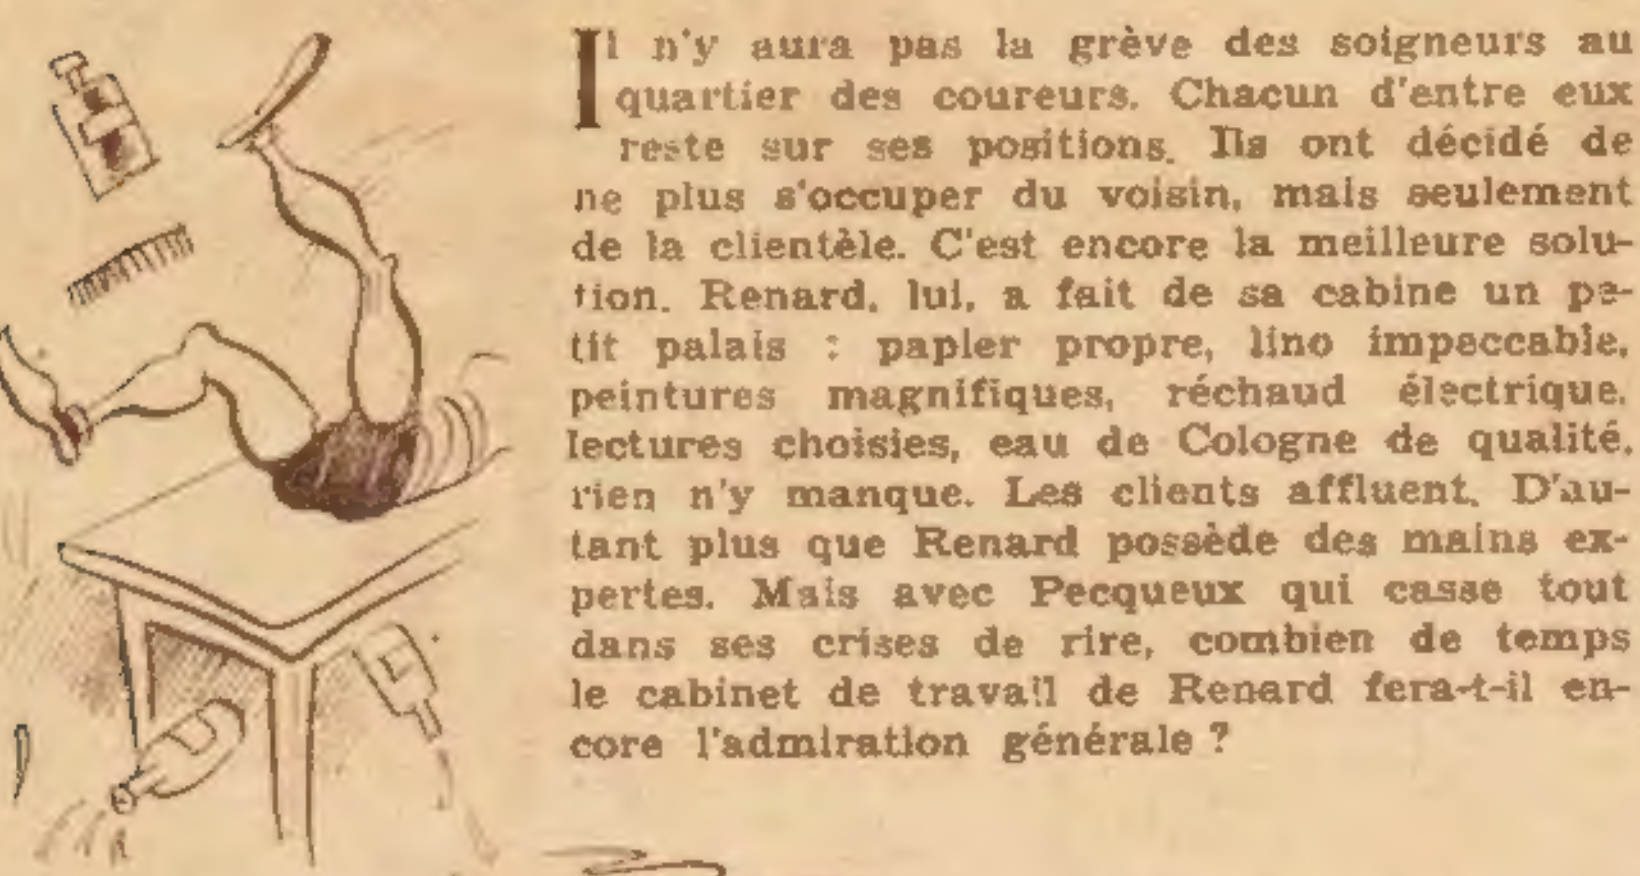 Il n'y aura pas la grève des soigneurs au
quartier des coureurs. Chacun d'entre eux
reste sur ses positions. Ils ont décidé de
ne plus s'occuper du voisin, mais seulement
de la clientèle. C'est encore la meilleure solu-
tion. Renard, lui, a fait de sa cabine un pe-
tit palais : papier propre, lino impeccable,
peintures magnifiques, réchaud électrique,
lectures choisies, eau de Cologne de qualité,
rien n'y manque. Les clients affluent. D'au-
tant plus que Renard possède des mains ex-
pertes. Mais avec Pecqueux qui casse tout
dans ses crises de rire, combien de temps
le cabinet de travail de Renard fera-t-il en-
core l'admiration générale ?